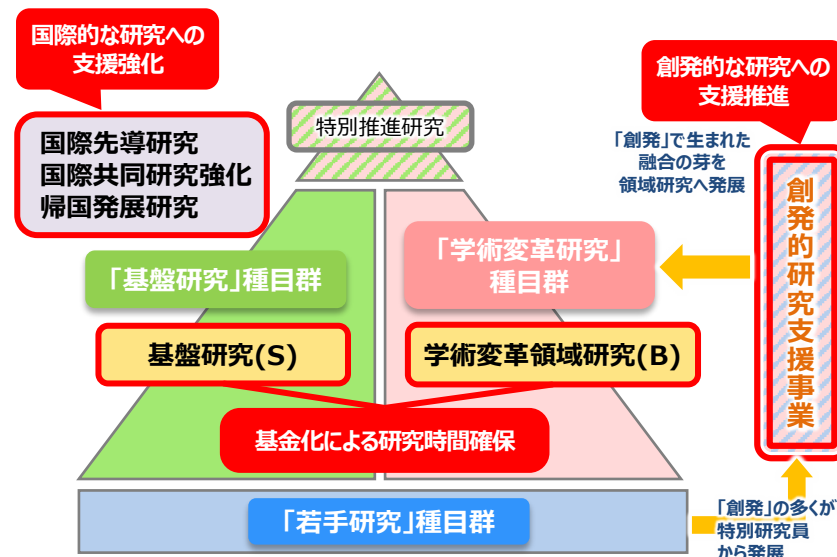 国際的な研究への
支援強化
国際先導研究
国際共同研究強化
帰国発展研究
特別推進研究
創発的な研究への
支援推進
「創発」で生まれた
融合の芽を
領域研究へ発展
創発的研究支援事業
「基盤研究」種目群
「学術変革研究」
種目群
基盤研究(S)
学術変革領域研究(B)
基金化による研究時間確保
「若手研究」種目群
「創発」の多くが
特別研究員
から発展